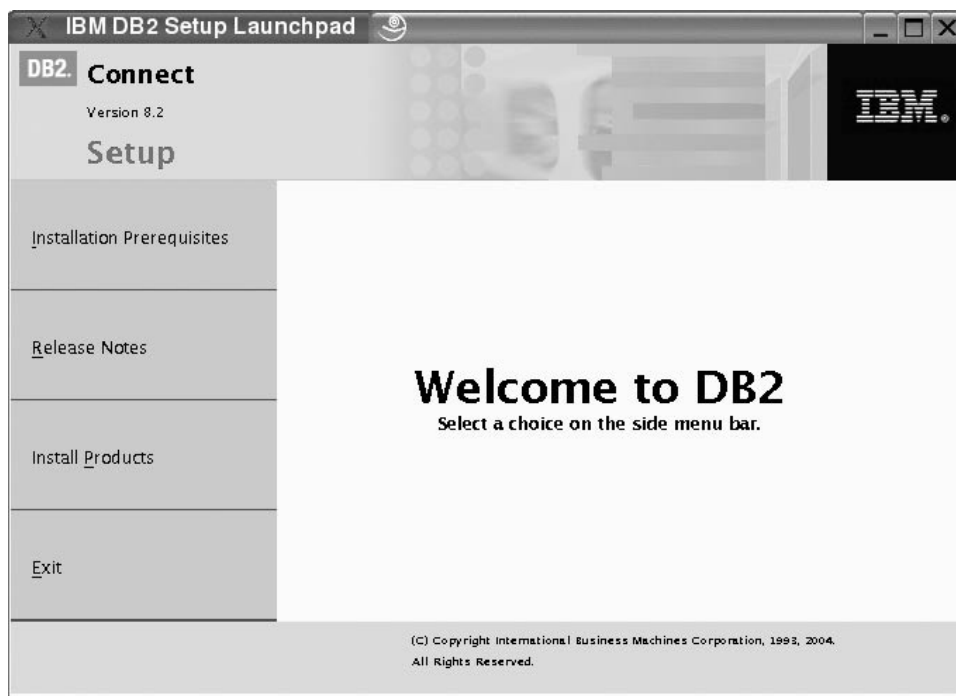 IBM DB2 Setup Launchpad
DB2. Connect
Version 8.2
Setup
IBM®
Installation Prerequisites
Release Notes
Install Products
Exit
Welcome to DB2
Select a choice on the side menu bar.
(C) Copyright International Business Machines Corporation, 1993, 2004.
All Rights Reserved.